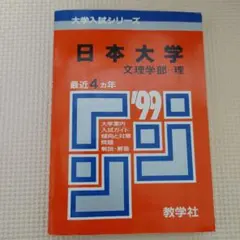 大学入試シリーズ
日本大学
文理学部-理
最近4ヵ年
'99
大学案内
入試ガイド
傾向と対策
問題
解説・解答
教学社